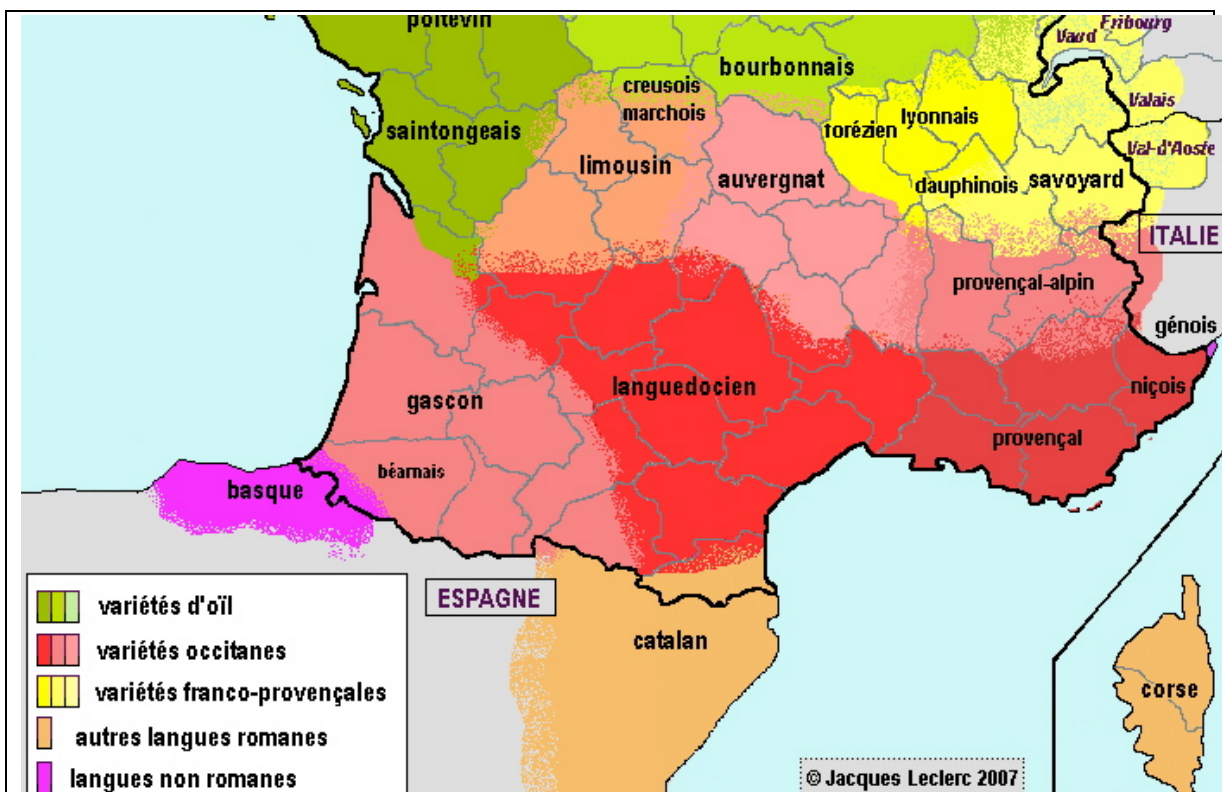 poitevin
Fribourg
Vaud
bourbonnais
creusois
marchois
Valais
saintongeais
forézien
lyonnais
Val-d'Aoste
limousin
auvergnat
dauphinois
savoyard
ITALIE
provençal-alpin
génois
languedocien
niçois
gascon
provençal
béarnais
basque
ESPAGNE
catalan
corse
variétés d'oïl
variétés occitanes
variétés franco-provençales
autres langues romanes
langues non romanes
© Jacques Leclerc 2007